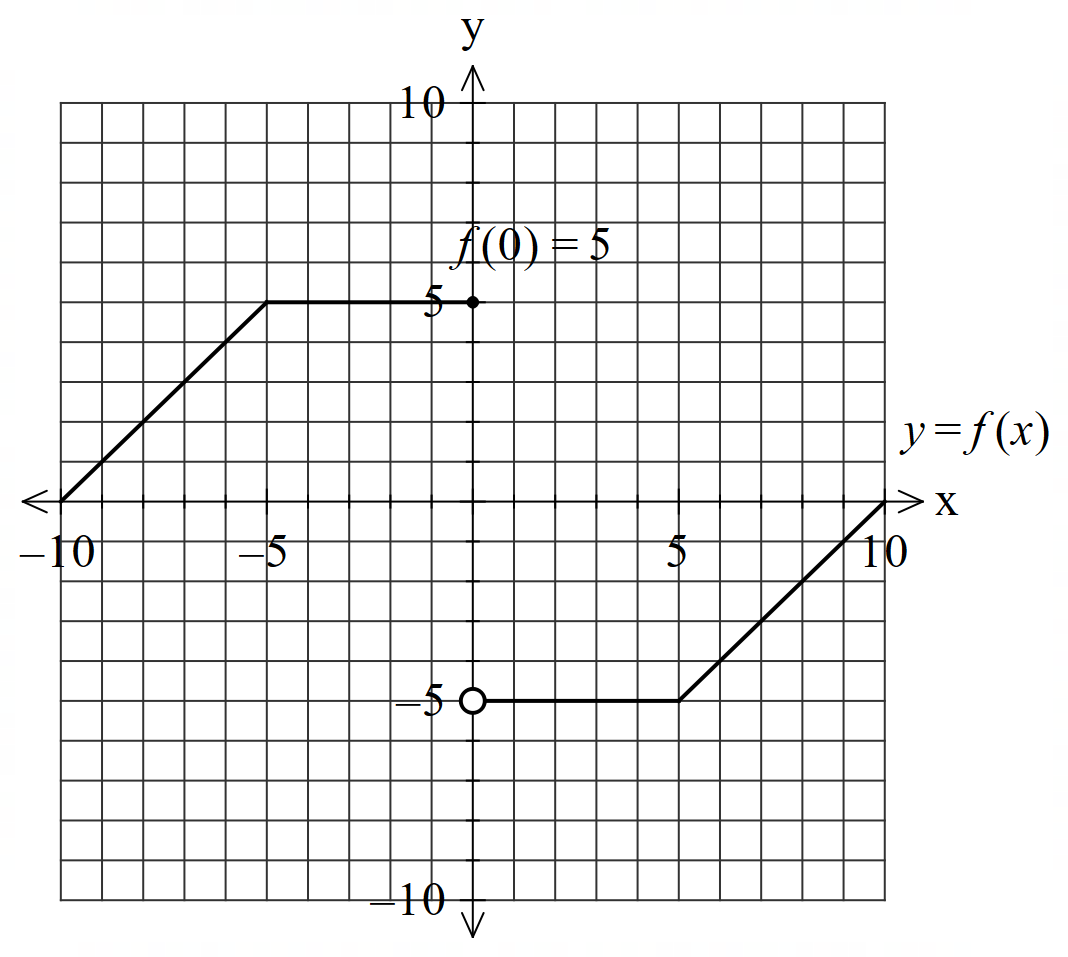 y
10
f(0) = 5
5
y = f(x)
x
–10 –5 5 10
–5
–10